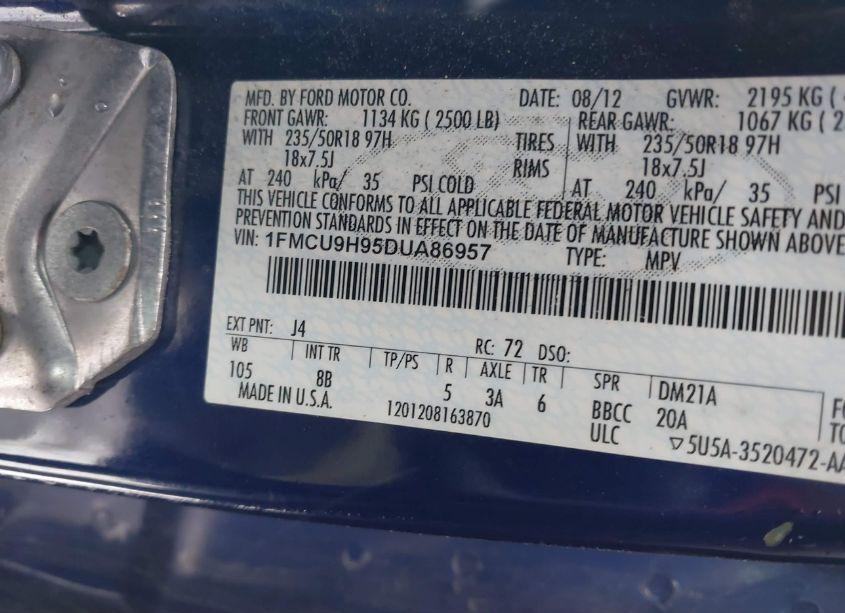 MFD. BY FORD MOTOR CO. DATE: 08/12 GVWR: 2195 KG (
FRONT GAWR: 1134 KG ( 2500 LB) REAR GAWR: 1067 KG ( 2
WITH 235/50R18 97H TIRES WITH 235/50R18 97H
18x7.5J RIMS 18x7.5J
AT 240 kPa/ 35 PSI COLD AT 240 kPa/ 35 PSI
THIS VEHICLE CONFORMS TO ALL APPLICABLE FEDERAL MOTOR VEHICLE SAFETY AND
PREVENTION STANDARDS IN EFFECT ON THE DATE OF MANUFACTURE SHOWN ABOVE
VIN: 1FMCU9H95DUA86957 TYPE: MPV
EXT PNT: J4 RC: 72 DSO:
WB INT TR TP/PS R AXLE TR SPR DM21A
105 8B 5 3A 6 BBCC 20A
MADE IN U.S.A. 1201208163870 ULC ▽5U5A-3520472-AA